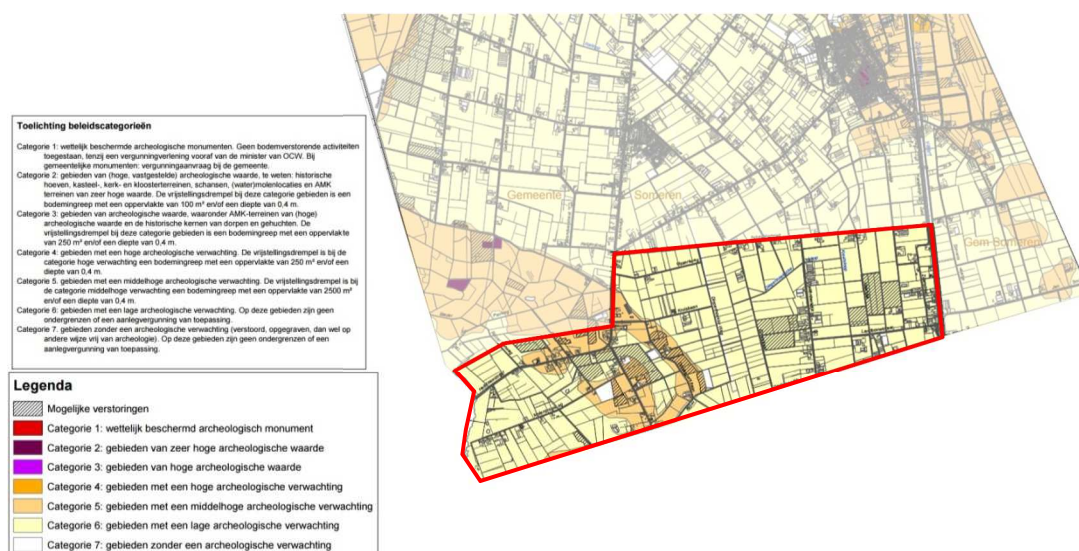 Toelichting beleidscategorieën
Categorie 1: wettelijk beschermde archeologische monumenten. Geen bodemverstorende activiteiten
toegestaan, tenzij een vergunningverlening vooraf van de minister van OCW. Bij
gemeentelijke monumenten: vergunningaanvraag bij de gemeente.
Categorie 2: gebieden van (hoge, vastgestelde) archeologische waarde, te weten: historische
hoeven, kasteel-, kerk- en kloosterterreinen, schansen, (water)molenlocaties en AMK
terreinen van zeer hoge waarde. De vrijstellingsdrempel bij deze categorie gebieden is een
bodemingreep met een oppervlakte van 100 m² en/of een diepte van 0,4 m.
Categorie 3: gebieden van archeologische waarde, waaronder AMK-terreinen van (hoge)
archeologische waarde en de historische kernen van dorpen en gehuchten. De
vrijstellingsdrempel bij deze categorie gebieden is een bodemingreep met een oppervlakte
van 250 m² en/of een diepte van 0,4 m.
Categorie 4: gebieden met een hoge archeologische verwachting. De vrijstellingsdrempel is bij de
categorie hoge verwachting een bodemingreep met een oppervlakte van 250 m² en/of een
diepte van 0,4 m.
Categorie 5: gebieden met een middelhoge archeologische verwachting. De vrijstellingsdrempel is bij
de categorie middelhoge verwachting een bodemingreep met een oppervlakte van 2500 m²
en/of een diepte van 0,4 m.
Categorie 6: gebieden met een lage archeologische verwachting. Op deze gebieden zijn geen
ondergrenzen of een aanlegvergunning van toepassing.
Categorie 7. gebieden zonder een archeologische verwachting (verstoord, opgegraven, dan wel op
andere wijze vrij van archeologie). Op deze gebieden zijn geen ondergrenzen of een
aanlegvergunning van toepassing.
Legenda
Mogelijke verstoringen
Categorie 1: wettelijk beschermd archeologisch monument
Categorie 2: gebieden van zeer hoge archeologische waarde
Categorie 3: gebieden van hoge archeologische waarde
Categorie 4: gebieden met een hoge archeologische verwachting
Categorie 5: gebieden met een middelhoge archeologische verwachting
Categorie 6: gebieden met een lage archeologische verwachting
Categorie 7: gebieden zonder een archeologische verwachting
Gemeente Someren
Gem Someren